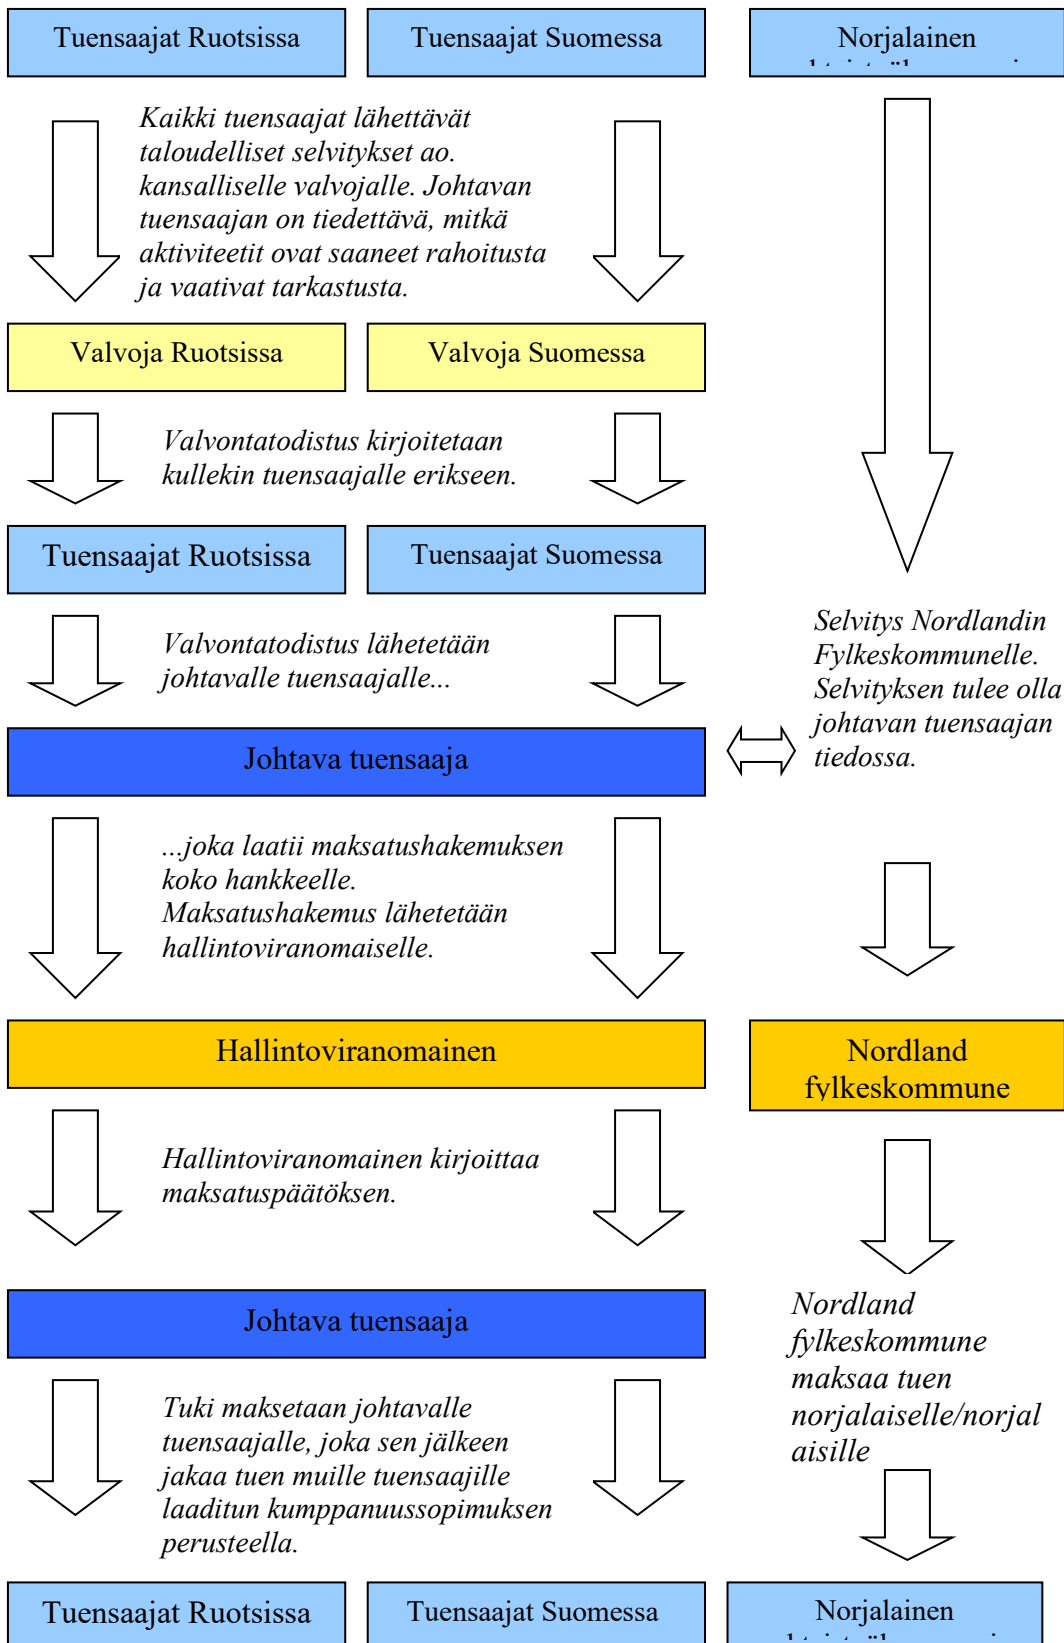 Tuensaajat Ruotsissa
Tuensaajat Suomessa
Norjalainen
Kaikki tuensaajat lähettävät
taloudelliset selvitykset ao.
kansalliselle valvojalle. Johtavan
tuensaajan on tiedettävä, mitkä
aktiviteetit ovat saaneet rahoitusta
ja vaativat tarkastusta.
Valvoja Ruotsissa
Valvoja Suomessa
Valvontatodistus kirjoitetaan
kullekin tuensaajalle erikseen.
Tuensaajat Ruotsissa
Tuensaajat Suomessa
Valvontatodistus lähetetään
johtavalle tuensaajalle...
Selvitys Nordlandin
Fylkeskommunelle.
Selvityksen tulee olla
johtavan tuensaajan
tiedossa.
Johtava tuensaaja
...joka laatii maksatushakemuksen
koko hankkeelle.
Maksatushakemus lähetetään
hallintoviranomaiselle.
Hallintoviranomainen
Nordland
fylkeskommune
Hallintoviranomainen kirjoittaa
maksatuspäätöksen.
Johtava tuensaaja
Nordland
fylkeskommune
maksaa tuen
norjalaiselle/norjal
aisille
Tuki maksetaan johtavalle
tuensaajalle, joka sen jälkeen
jakaa tuen muille tuensaajille
laaditun kumppanuussopimuksen
perusteella.
Tuensaajat Ruotsissa
Tuensaajat Suomessa
Norjalainen